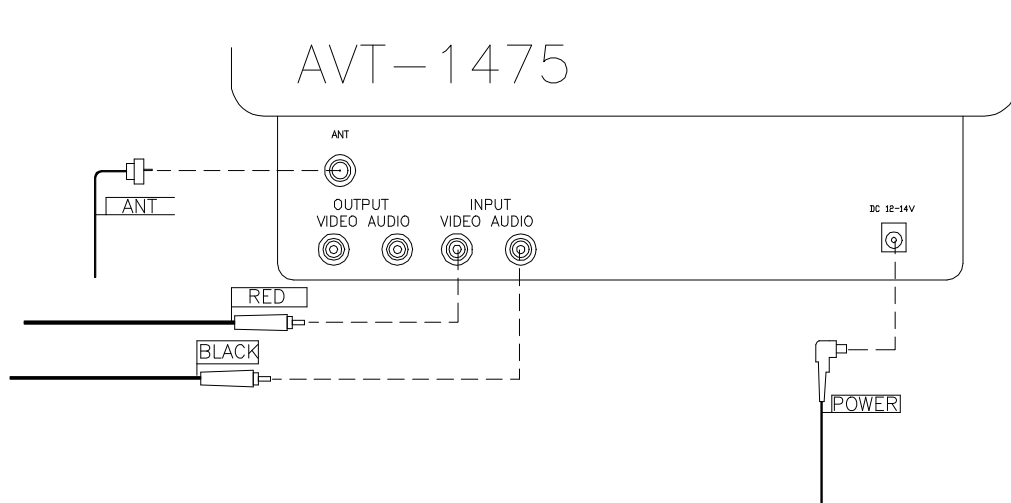 AVT-1475
ANT
ANT
OUTPUT INPUT
VIDEO AUDIO VIDEO AUDIO
DC 12-14V
RED
BLACK
POWER